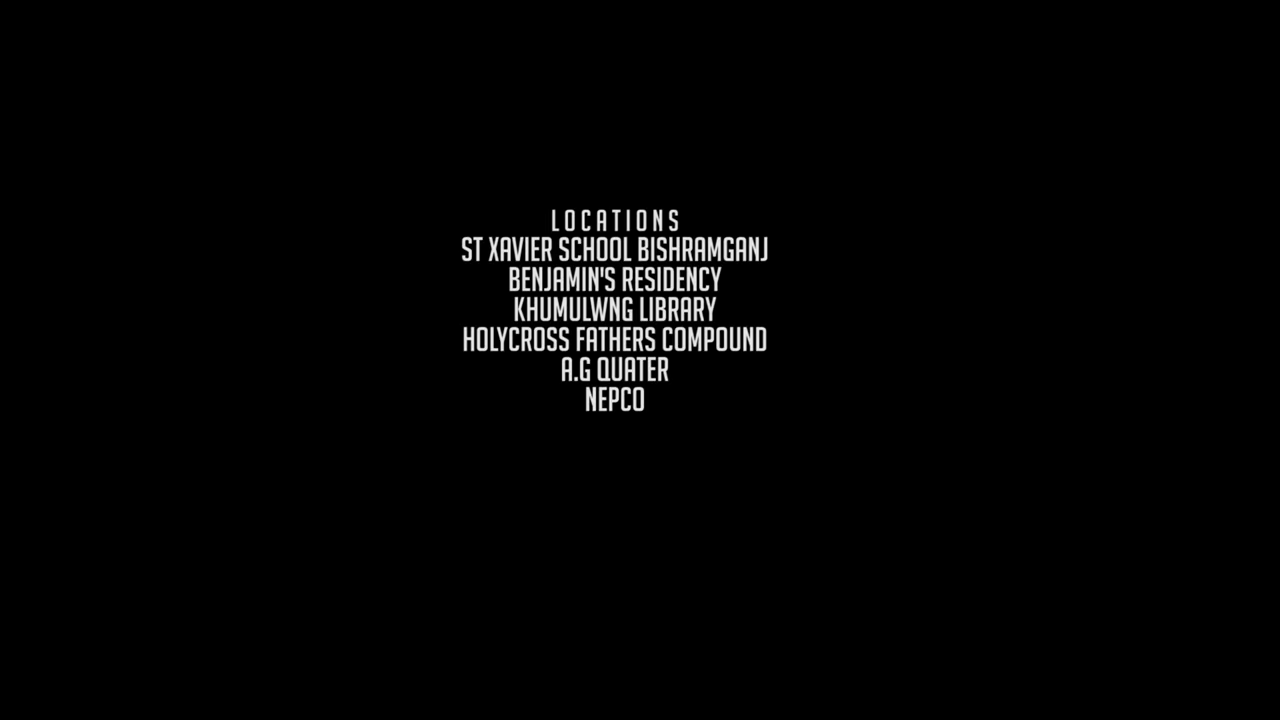 LOCATIONS
ST XAVIER SCHOOL BISHRAMGANJ
BENJAMIN'S RESIDENCY
KHUMULWNG LIBRARY
HOLYCROSS FATHERS COMPOUND
A.G QUATER
NEPCO